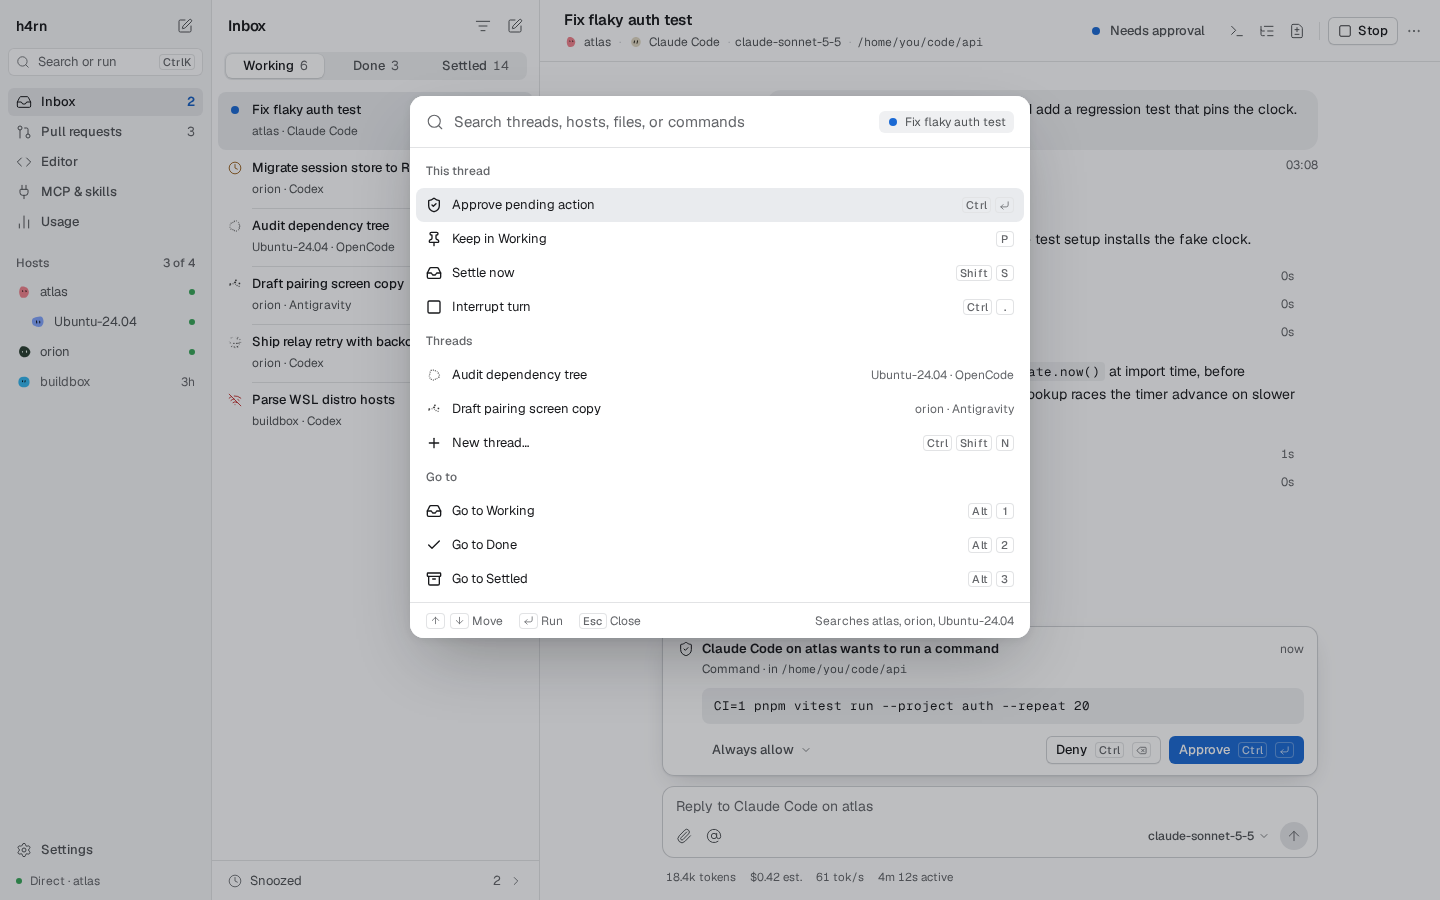 h4rn
Search or run
CtrlK
Inbox 2
Pull requests 3
Editor
MCP & skills
Usage
Hosts 3 of 4
atlas
Ubuntu-24.04
orion
buildbox 3h
Settings
Direct · atlas
Inbox
Working 6
Done 3
Settled 14
Fix flaky auth test
atlas · Claude Code
Migrate session store to R
orion · Codex
Audit dependency tree
Ubuntu-24.04 · OpenCode
Draft pairing screen copy
orion · Antigravity
Ship relay retry with backo
orion · Codex
Parse WSL distro hosts
buildbox · Codex
Snoozed 2
Fix flaky auth test
atlas · Claude Code · claude-sonnet-5-5 · /home/you/code/api
Needs approval
Stop
add a regression test that pins the clock.
03:08
test setup installs the fake clock.
0s
0s
0s
ate.now() at import time, before
ookup races the timer advance on slower
1s
0s
Search threads, hosts, files, or commands
Fix flaky auth test
This thread
Approve pending action Ctrl
Keep in Working P
Settle now Shift S
Interrupt turn Ctrl .
Threads
Audit dependency tree Ubuntu-24.04 · OpenCode
Draft pairing screen copy orion · Antigravity
New thread… Ctrl Shift N
Go to
Go to Working Alt 1
Go to Done Alt 2
Go to Settled Alt 3
↑ ↓ Move
Run
Esc Close
Searches atlas, orion, Ubuntu-24.04
Claude Code on atlas wants to run a command now
Command · in /home/you/code/api
CI=1 pnpm vitest run --project auth --repeat 20
Always allow
Deny Ctrl
Approve Ctrl
Reply to Claude Code on atlas
claude-sonnet-5-5
18.4k tokens $0.42 est. 61 tok/s 4m 12s active